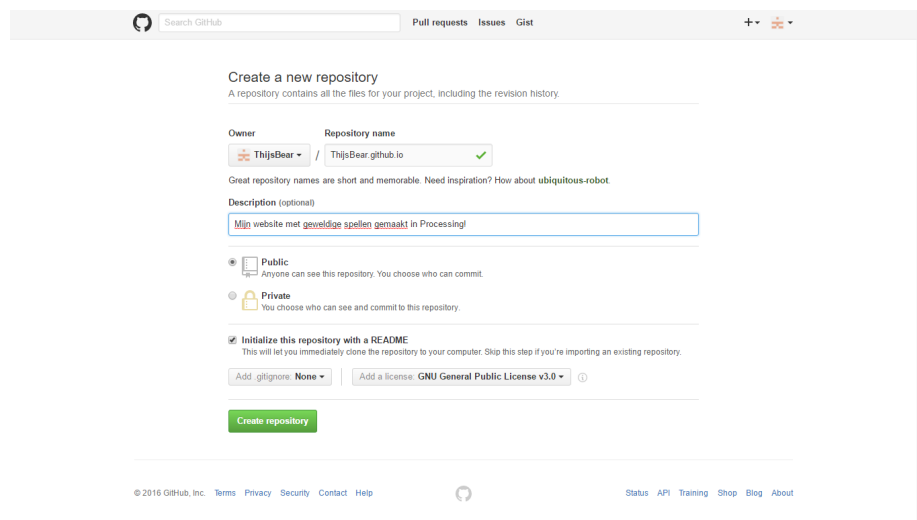 Search GitHub Pull requests Issues Gist
Create a new repository
A repository contains all the files for your project, including the revision history.
Owner Repository name
ThijsBear / ThijsBear.github.io
Great repository names are short and memorable. Need inspiration? How about ubiquitous-robot.
Description (optional)
Mijn website met geweldige spellen gemaakt in Processing!
Public
Anyone can see this repository. You choose who can commit.
Private
You choose who can see and commit to this repository.
Initialize this repository with a README
This will let you immediately clone the repository to your computer. Skip this step if you're importing an existing repository.
Add .gitignore: None Add a license: GNU General Public License v3.0
Create repository
© 2016 GitHub, Inc. Terms Privacy Security Contact Help Status API Training Shop Blog About